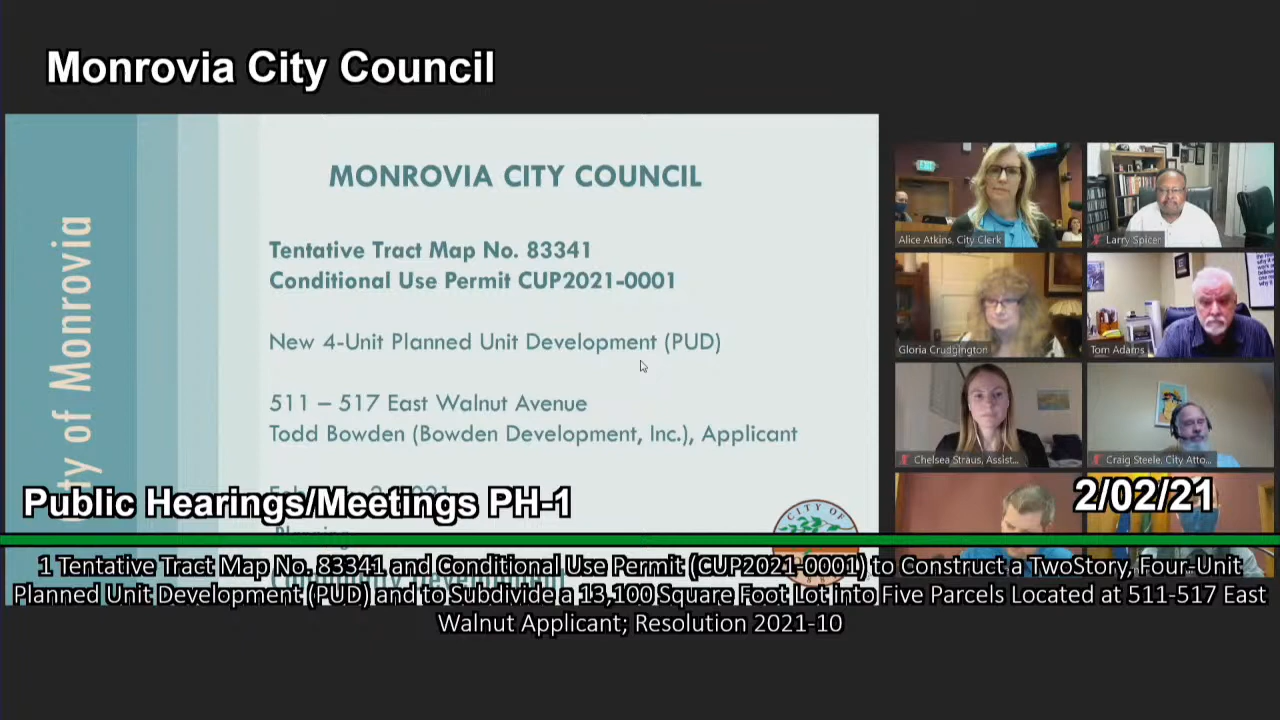 Monrovia City Council
City of Monrovia
MONROVIA CITY COUNCIL
Tentative Tract Map No. 83341
Conditional Use Permit CUP2021-0001
New 4-Unit Planned Unit Development (PUD)
511 – 517 East Walnut Avenue
Todd Bowden (Bowden Development, Inc.), Applicant
Planning
CITY OF
Alice Atkins, City Clerk
Larry Spicer
Gloria Crudgington
Tom Adams
Chelsea Straus, Assist...
Craig Steele, City Atto...
Public Hearings/Meetings PH-1
2/02/21
1 Tentative Tract Map No. 83341 and Conditional Use Permit (CUP2021-0001) to Construct a TwoStory, Four-Unit
Planned Unit Development (PUD) and to Subdivide a 13,100 Square Foot Lot into Five Parcels Located at 511-517 East
Walnut Applicant; Resolution 2021-10